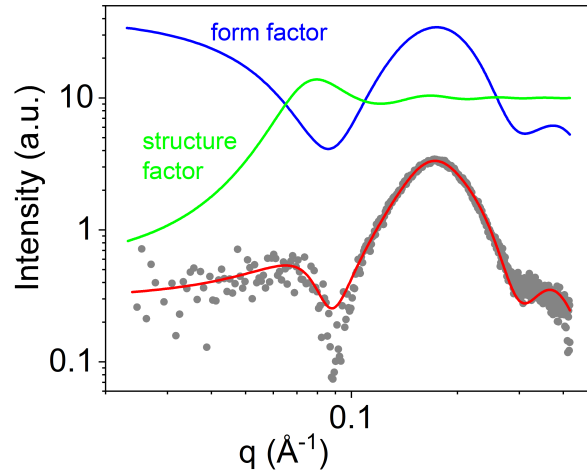 form factor
10
structure
factor
1
0.1
0.1
Intensity (a.u.)
q (Å⁻¹)